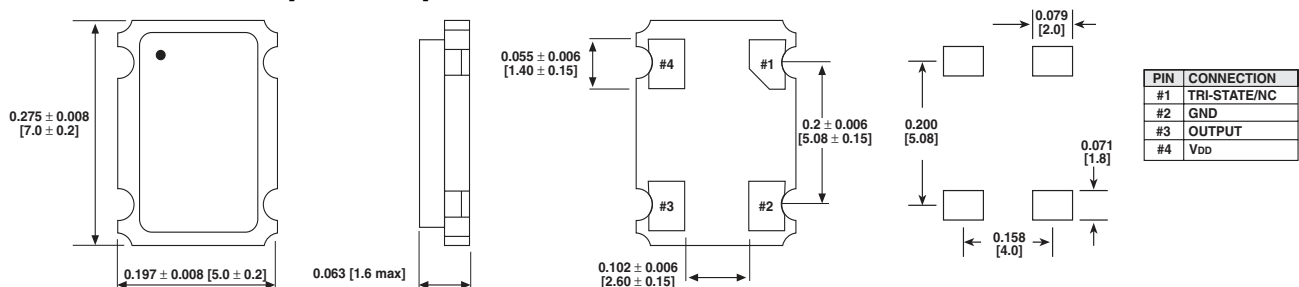 0.275 ± 0.008
[7.0 ± 0.2]
0.197 ± 0.008 [5.0 ± 0.2]
0.063 [1.6 max]
0.055 ± 0.006
[1.40 ± 0.15]
#4
#1
#3
#2
0.2 ± 0.006
[5.08 ± 0.15]
0.102 ± 0.006
[2.60 ± 0.15]
0.079
[2.0]
0.200
[5.08]
0.071
[1.8]
0.158
[4.0]
PIN CONNECTION
#1 TRI-STATE/NC
#2 GND
#3 OUTPUT
#4 VDD